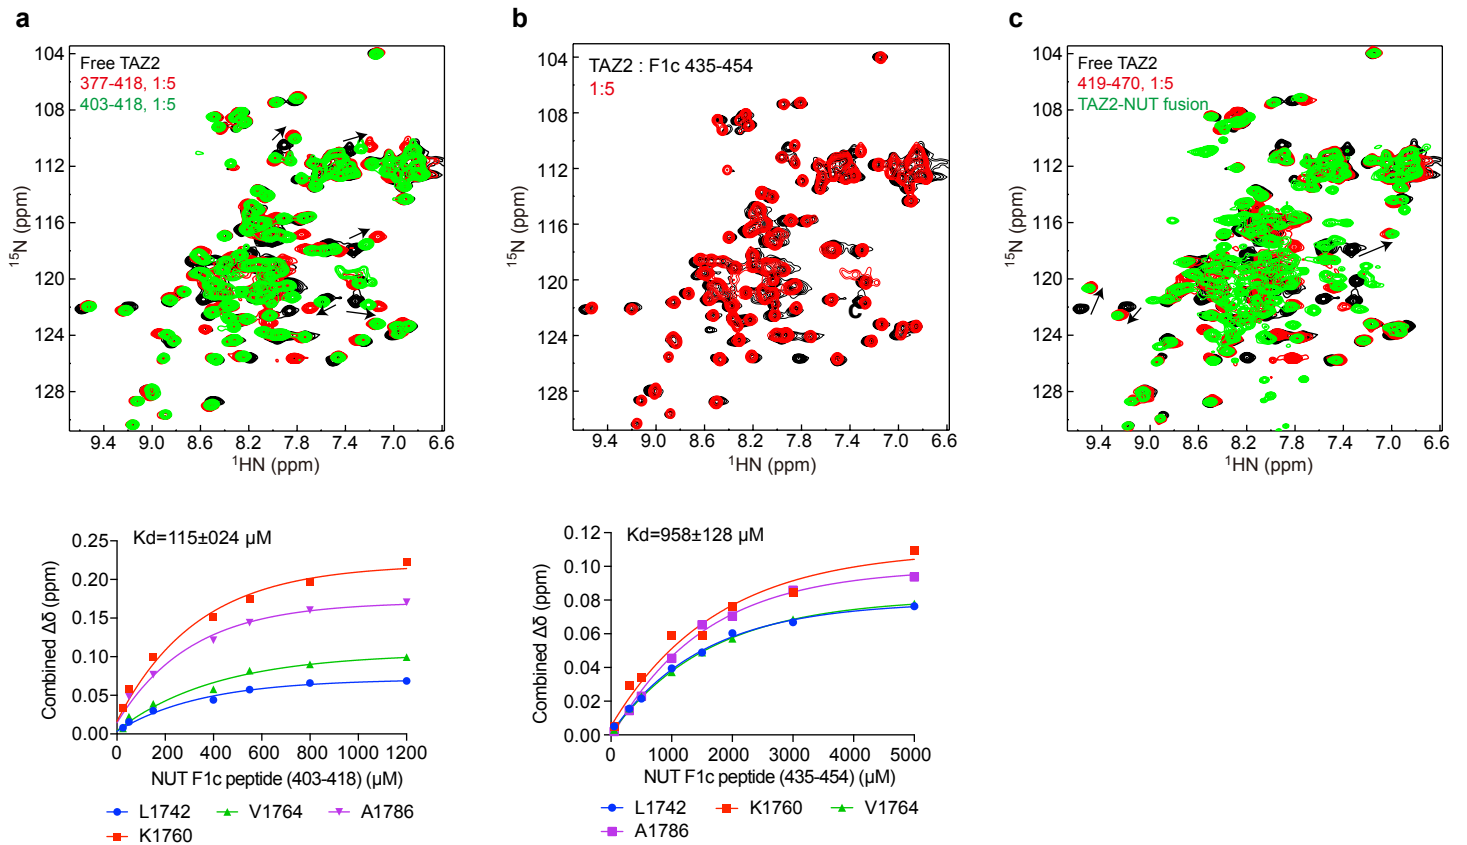 a
Free TAZ2
377-418, 1:5
403-418, 1:5
104
108
112
116
120
124
128
15N (ppm)
9.4 9.0 8.6 8.2 7.8 7.4 7.0 6.6
1HN (ppm)
b
TAZ2 : F1c 435-454
1:5
C
104
108
112
116
120
124
128
15N (ppm)
9.4 9.0 8.6 8.2 7.8 7.4 7.0 6.6
1HN (ppm)
c
Free TAZ2
419-470, 1:5
TAZ2-NUT fusion
104
108
112
116
120
124
128
15N (ppm)
9.4 9.0 8.6 8.2 7.8 7.4 7.0 6.6
1HN (ppm)
Kd=115±024 µM
0.25
0.20
0.15
0.10
0.05
0.00
Combined Δδ (ppm)
0 200 400 600 800 1000 1200
NUT F1c peptide (403-418) (µM)
L1742 V1764 A1786
K1760
Kd=958±128 µM
0.12
0.10
0.08
0.06
0.04
0.02
0.00
Combined Δδ (ppm)
0 1000 2000 3000 4000 5000
NUT F1c peptide (435-454) (µM)
L1742 K1760 V1764
A1786